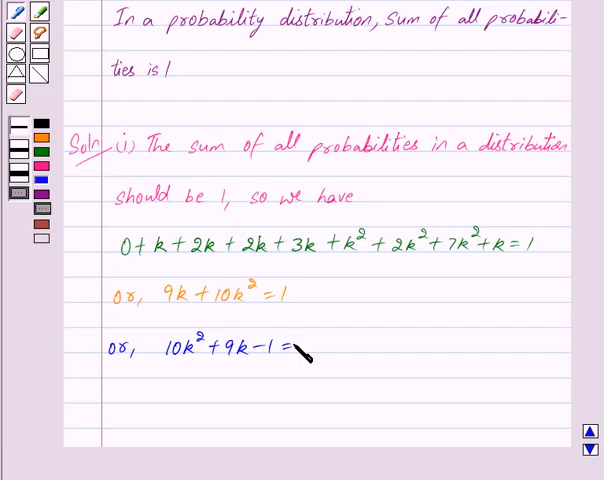 In a probability distribution, Sum of all probabili-
ties is 1
Soln (i) The sum of all probabilities in a distribution
should be 1, so we have
0 + k + 2k + 2k + 3k + k² + 2k² + 7k² + k = 1
or, 9k + 10k² = 1
or, 10k² + 9k - 1 =